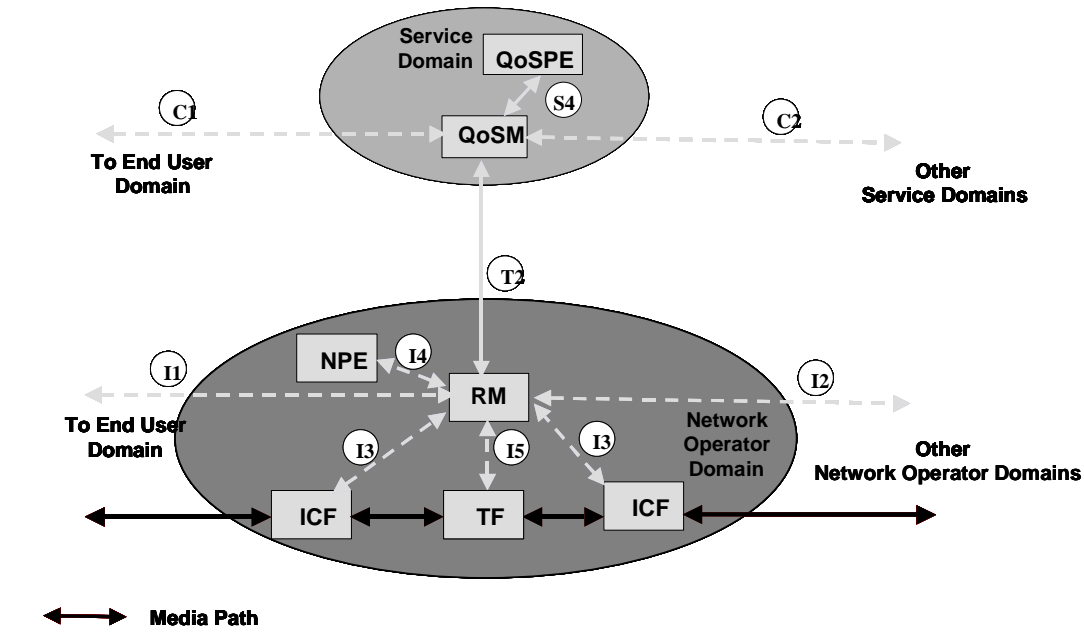 Service
Domain
QoSPE
S4
C1
C2
QoSM
To End User
Domain
Other
Service Domains
T2
NPE
I4
I1
I2
RM
To End User
Domain
Network
Operator
Domain
I3
I5
I3
Other
Network Operator Domains
ICF
TF
ICF
Media Path